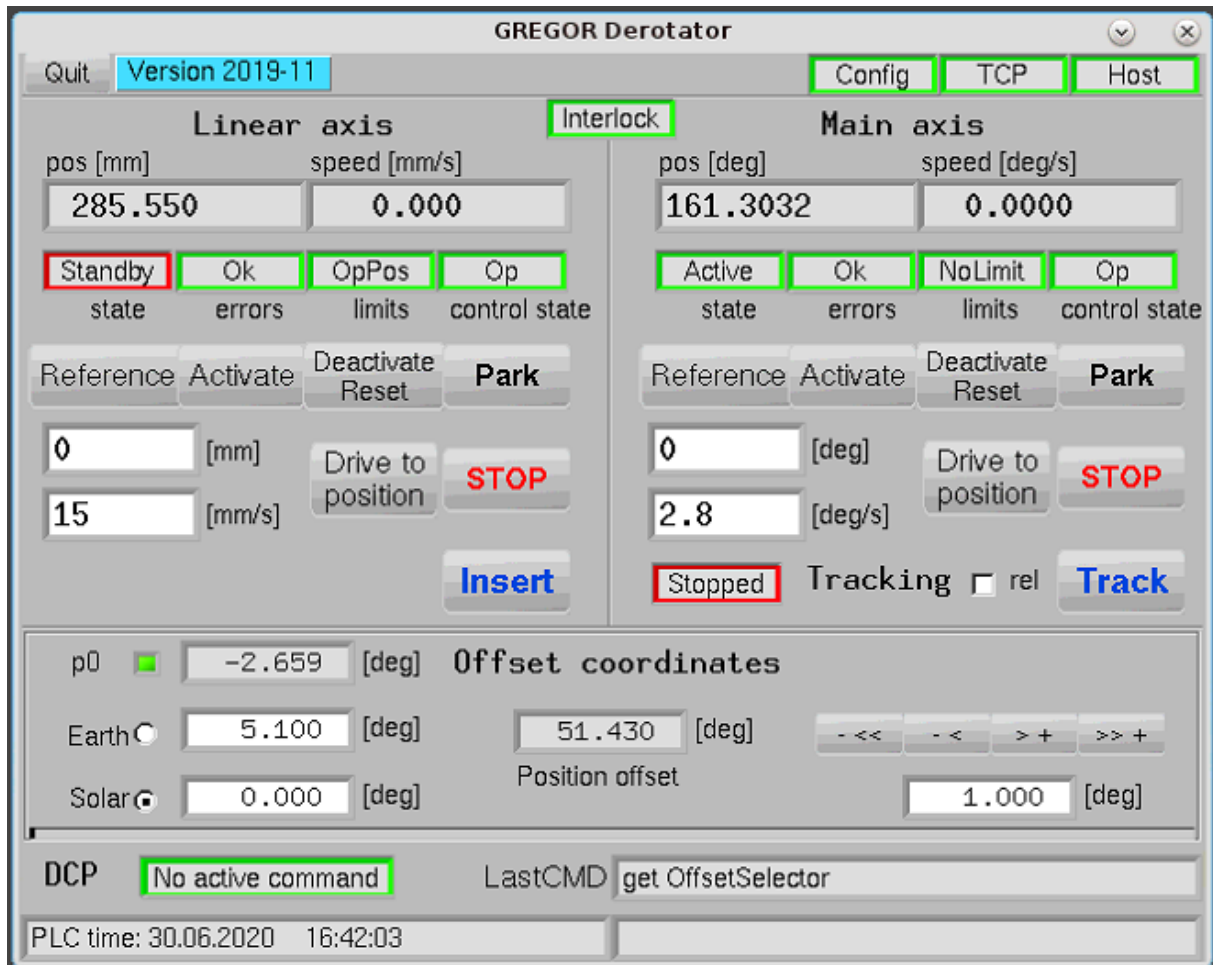 GREGOR Derotator
Quit Version 2019-11 Config TCP Host
Interlock
Linear axis Main axis
pos [mm] speed [mm/s] pos [deg] speed [deg/s]
285.550 0.000 161.3032 0.0000
Standby Ok OpPos Op Active Ok NoLimit Op
state errors limits control state state errors limits control state
Reference Activate Deactivate Reset Park Reference Activate Deactivate Reset Park
0 [mm] Drive to position STOP 0 [deg] Drive to position STOP
15 [mm/s] 2.8 [deg/s]
Insert Stopped Tracking rel Track
p0 -2.659 [deg] Offset coordinates
Earth 5.100 [deg] 51.430 [deg] - << - < > + >> +
Position offset
Solar 0.000 [deg] 1.000 [deg]
DCP No active command LastCMD get OffsetSelector
PLC time: 30.06.2020 16:42:03